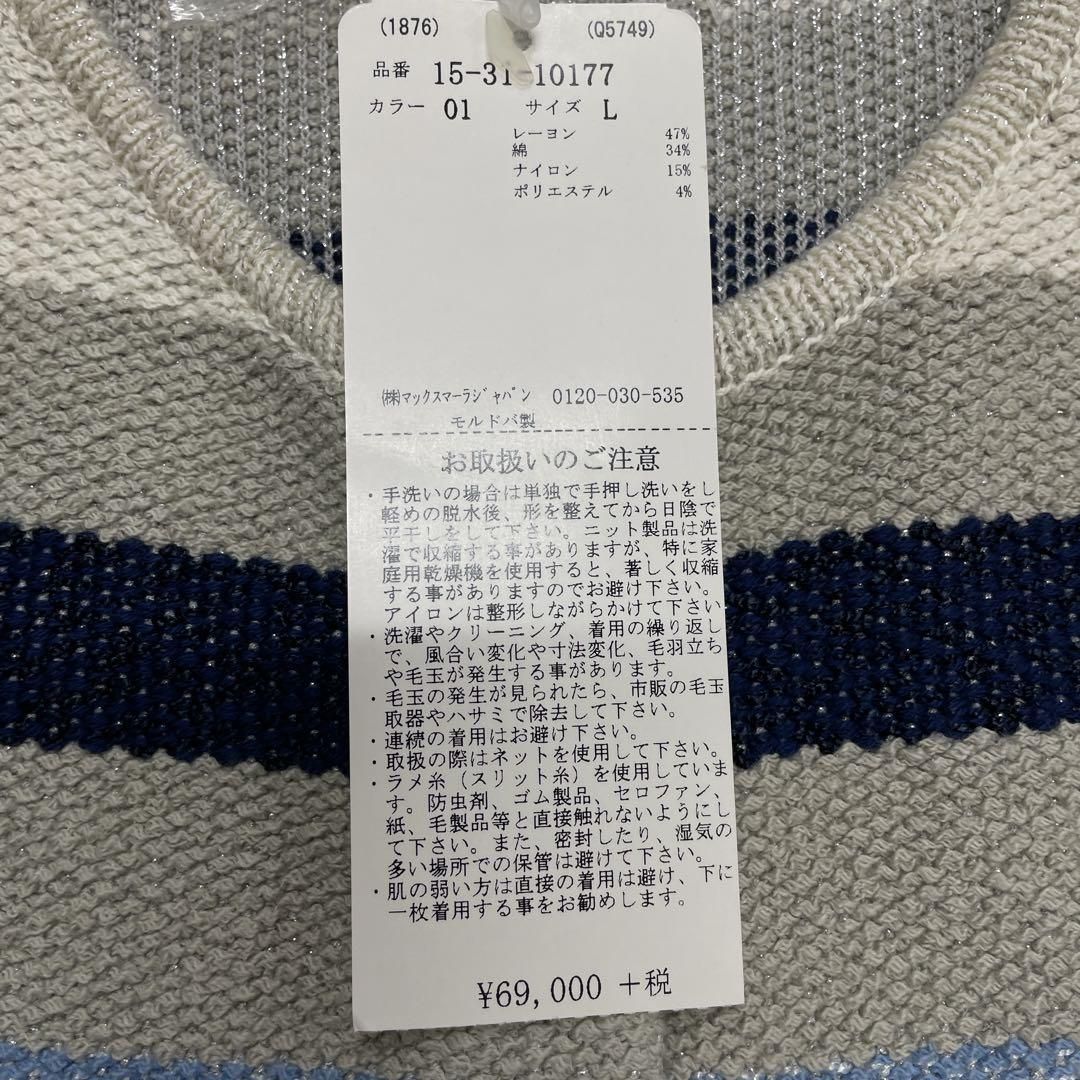 (1876) (Q5749)
品番 15-31-10177
カラー 01 サイズ L
レーヨン 47%
綿 34%
ナイロン 15%
ポリエステル 4%
㈱マックスマーラジャパン 0120-030-535
モルドバ製
お取扱いのご注意
・手洗いの場合は単独で手押し洗いをし
軽めの脱水後、形を整えてから日陰で
平干しをして下さい。ニット製品は洗
濯で収縮する事がありますが、特に家
庭用乾燥機を使用すると、著しく収縮
する事がありますのでお避け下さい。
アイロンは整形しながらかけて下さい
・洗濯やクリーニング、着用の繰り返し
で、風合い変化や寸法変化、毛羽立ち
や毛玉が発生する事があります。
・毛玉の発生が見られたら、市販の毛玉
取器やハサミで除去して下さい。
・連続の着用はお避け下さい。
・取扱の際はネットを使用して下さい。
・ラメ糸(スリット糸)を使用していま
す。防虫剤、ゴム製品、セロファン、
紙、毛製品等と直接触れないようにし
て下さい。また、密封したり、湿気の
多い場所での保管は避けて下さい。
・肌の弱い方は直接の着用は避け、下に
一枚着用する事をお勧めします。
¥69,000 +税